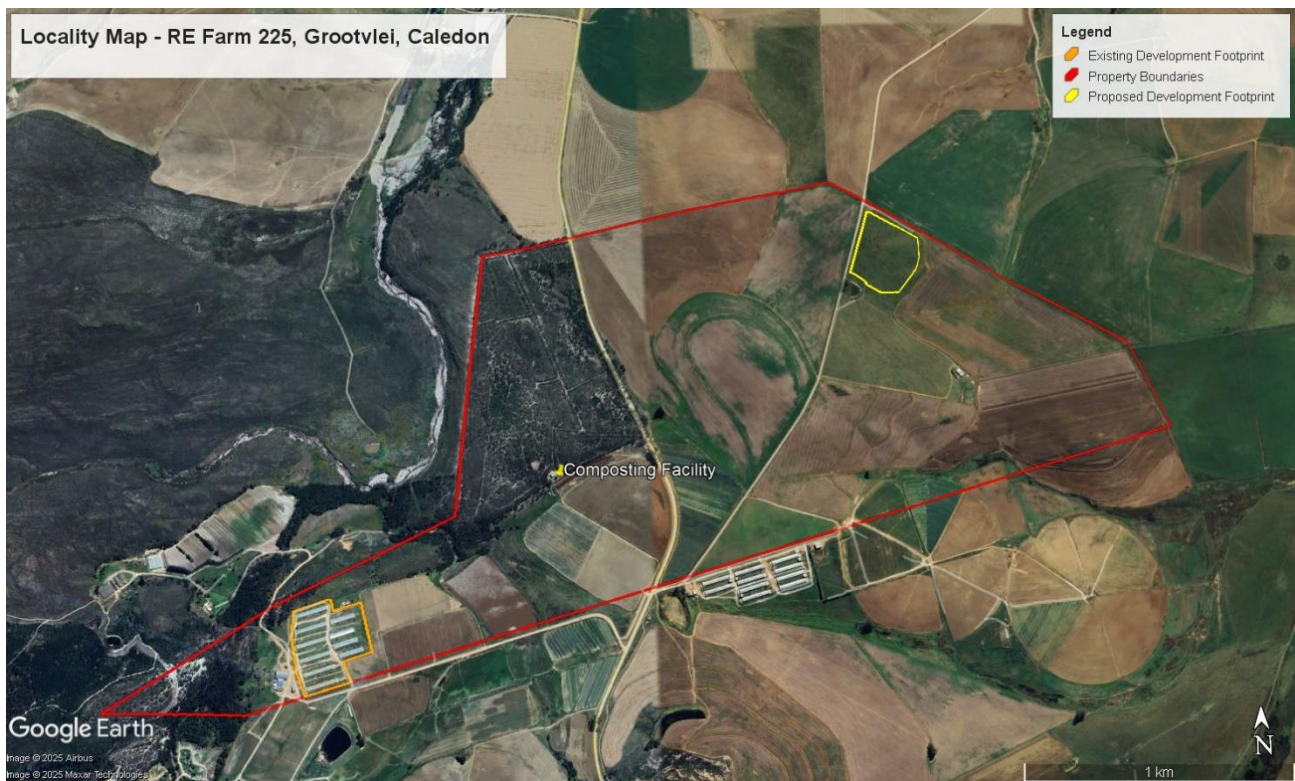 Locality Map - RE Farm 225, Grootvlei, Caledon
Legend
Existing Development Footprint
Property Boundaries
Proposed Development Footprint
Composting Facility
Google Earth
Image © 2025 Airbus
Image © 2025 Maxar Technologies
1 km
N